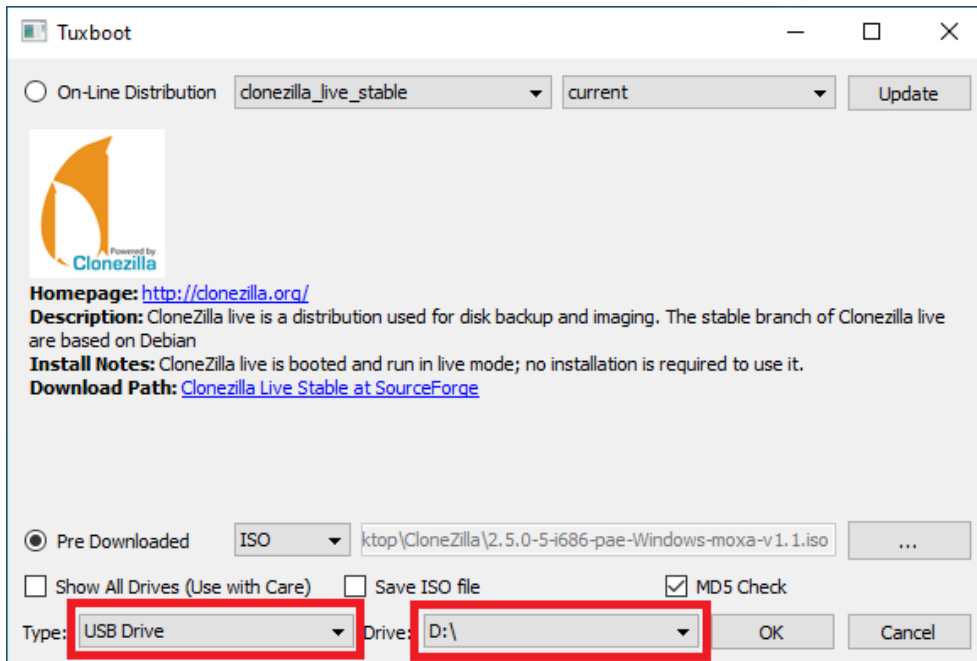 Tuxboot
On-Line Distribution clonezilla_live_stable current Update
Powered by
Clonezilla
Homepage: http://clonezilla.org/
Description: CloneZilla live is a distribution used for disk backup and imaging. The stable branch of Clonezilla live
are based on Debian
Install Notes: CloneZilla live is booted and run in live mode; no installation is required to use it.
Download Path: Clonezilla Live Stable at SourceForge
Pre Downloaded ISO ktop\CloneZilla\2.5.0-5-i686-pae-Windows-moxa-v1.1.iso ...
Show All Drives (Use with Care) Save ISO file MD5 Check
Type: USB Drive Drive: D:\ OK Cancel